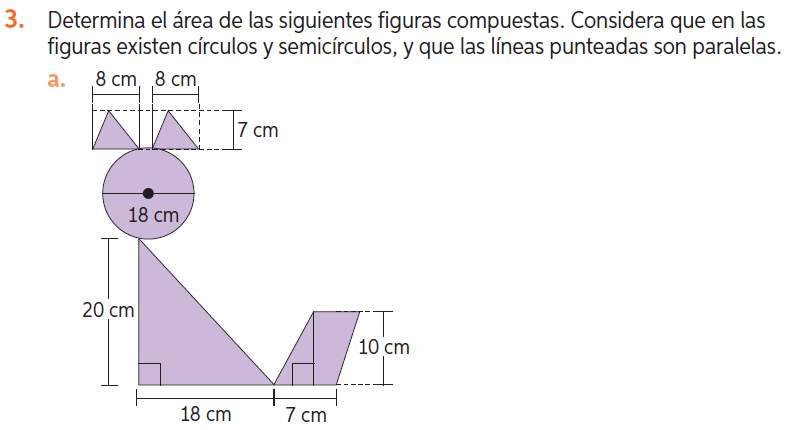 3. Determina el área de las siguientes figuras compuestas. Considera que en las
figuras existen círculos y semicírculos, y que las líneas punteadas son paralelas.
a.
8 cm 8 cm
7 cm
18 cm
20 cm
10 cm
18 cm 7 cm